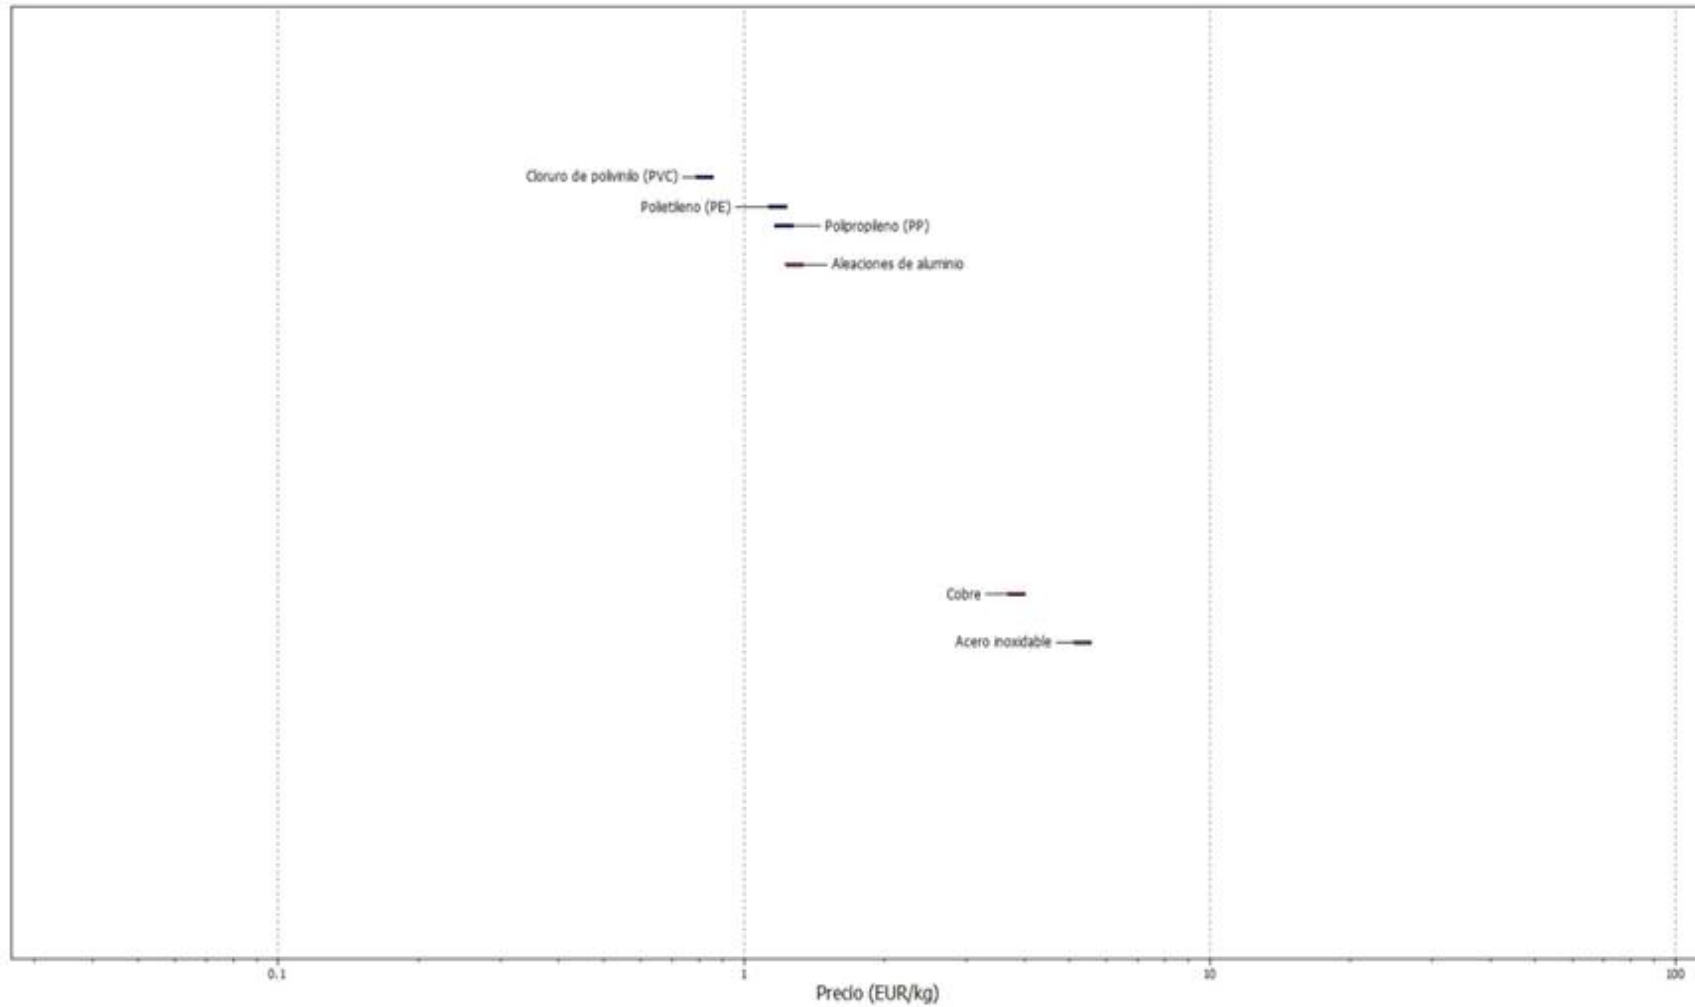 Cloruro de polivinilo (PVC)
Polietileno (PE)
Polipropileno (PP)
Aleaciones de aluminio
Cobre
Acero inoxidable
0.1
1
10
100
Precio (EUR/kg)